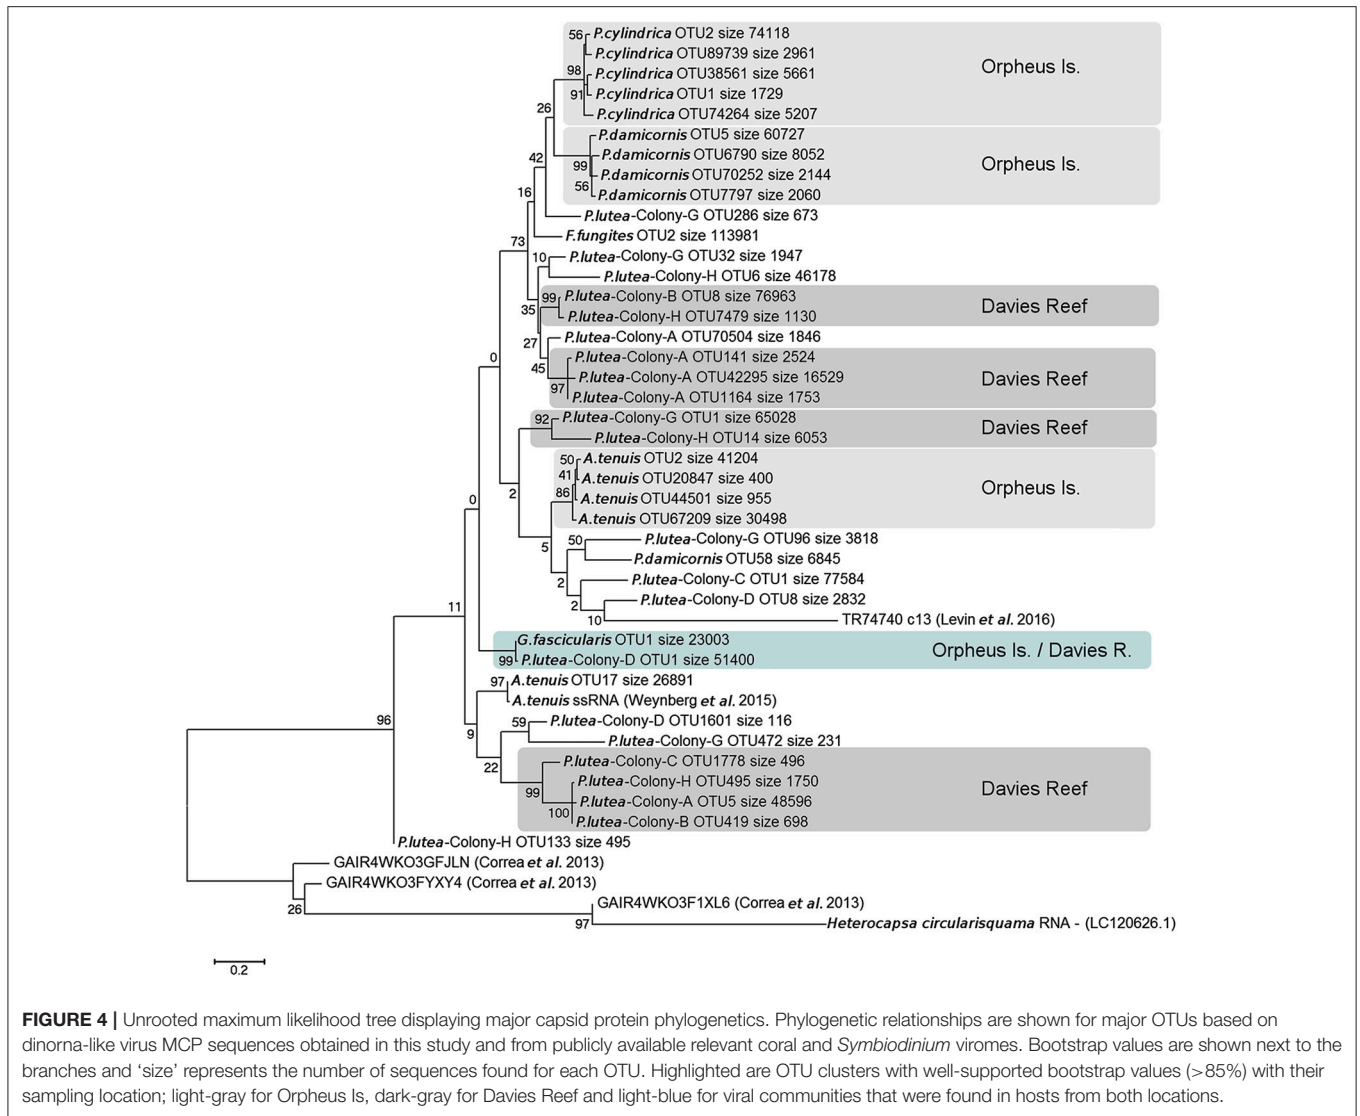 P.cylindrica OTU2 size 74118
56
P.cylindrica OTU89739 size 2961
98
P.cylindrica OTU38561 size 5661
Orpheus Is.
91
P.cylindrica OTU1 size 1729
26
P.cylindrica OTU74264 size 5207
P.damicornis OTU5 size 60727
42
P.damicornis OTU6790 size 8052
Orpheus Is.
99
P.damicornis OTU70252 size 2144
56
P.damicornis OTU7797 size 2060
16
P.lutea-Colony-G OTU286 size 673
73
F.fungites OTU2 size 113981
10
P.lutea-Colony-G OTU32 size 1947
P.lutea-Colony-H OTU6 size 46178
99
P.lutea-Colony-B OTU8 size 76963
Davies Reef
35
P.lutea-Colony-H OTU7479 size 1130
27
P.lutea-Colony-A OTU70504 size 1846
0
P.lutea-Colony-A OTU141 size 2524
45
P.lutea-Colony-A OTU42295 size 16529
Davies Reef
97
P.lutea-Colony-A OTU1164 size 1753
92
P.lutea-Colony-G OTU1 size 65028
Davies Reef
P.lutea-Colony-H OTU14 size 6053
50
A.tenuis OTU2 size 41204
41
A.tenuis OTU20847 size 400
Orpheus Is.
86
A.tenuis OTU44501 size 955
0
2
A.tenuis OTU67209 size 30498
5
50
P.lutea-Colony-G OTU96 size 3818
P.damicornis OTU58 size 6845
2
P.lutea-Colony-C OTU1 size 77584
2
P.lutea-Colony-D OTU8 size 2832
10
TR74740 c13 (Levin et al. 2016)
11
G.fascicularis OTU1 size 23003
Orpheus Is. / Davies R.
99
P.lutea-Colony-D OTU1 size 51400
97
A.tenuis OTU17 size 26891
A.tenuis ssRNA (Weynberg et al. 2015)
96
9
59
P.lutea-Colony-D OTU1601 size 116
P.lutea-Colony-G OTU472 size 231
22
P.lutea-Colony-C OTU1778 size 496
99
P.lutea-Colony-H OTU495 size 1750
Davies Reef
100
P.lutea-Colony-A OTU5 size 48596
P.lutea-Colony-B OTU419 size 698
P.lutea-Colony-H OTU133 size 495
GAIR4WKO3GFJLN (Correa et al. 2013)
GAIR4WKO3FYXY4 (Correa et al. 2013)
26
GAIR4WKO3F1XL6 (Correa et al. 2013)
97
Heterocapsa circularisquama RNA - (LC120626.1)
0.2
FIGURE 4 | Unrooted maximum likelihood tree displaying major capsid protein phylogenetics. Phylogenetic relationships are shown for major OTUs based on
dinorna-like virus MCP sequences obtained in this study and from publicly available relevant coral and Symbiodinium viromes. Bootstrap values are shown next to the
branches and ‘size’ represents the number of sequences found for each OTU. Highlighted are OTU clusters with well-supported bootstrap values (>85%) with their
sampling location; light-gray for Orpheus Is, dark-gray for Davies Reef and light-blue for viral communities that were found in hosts from both locations.